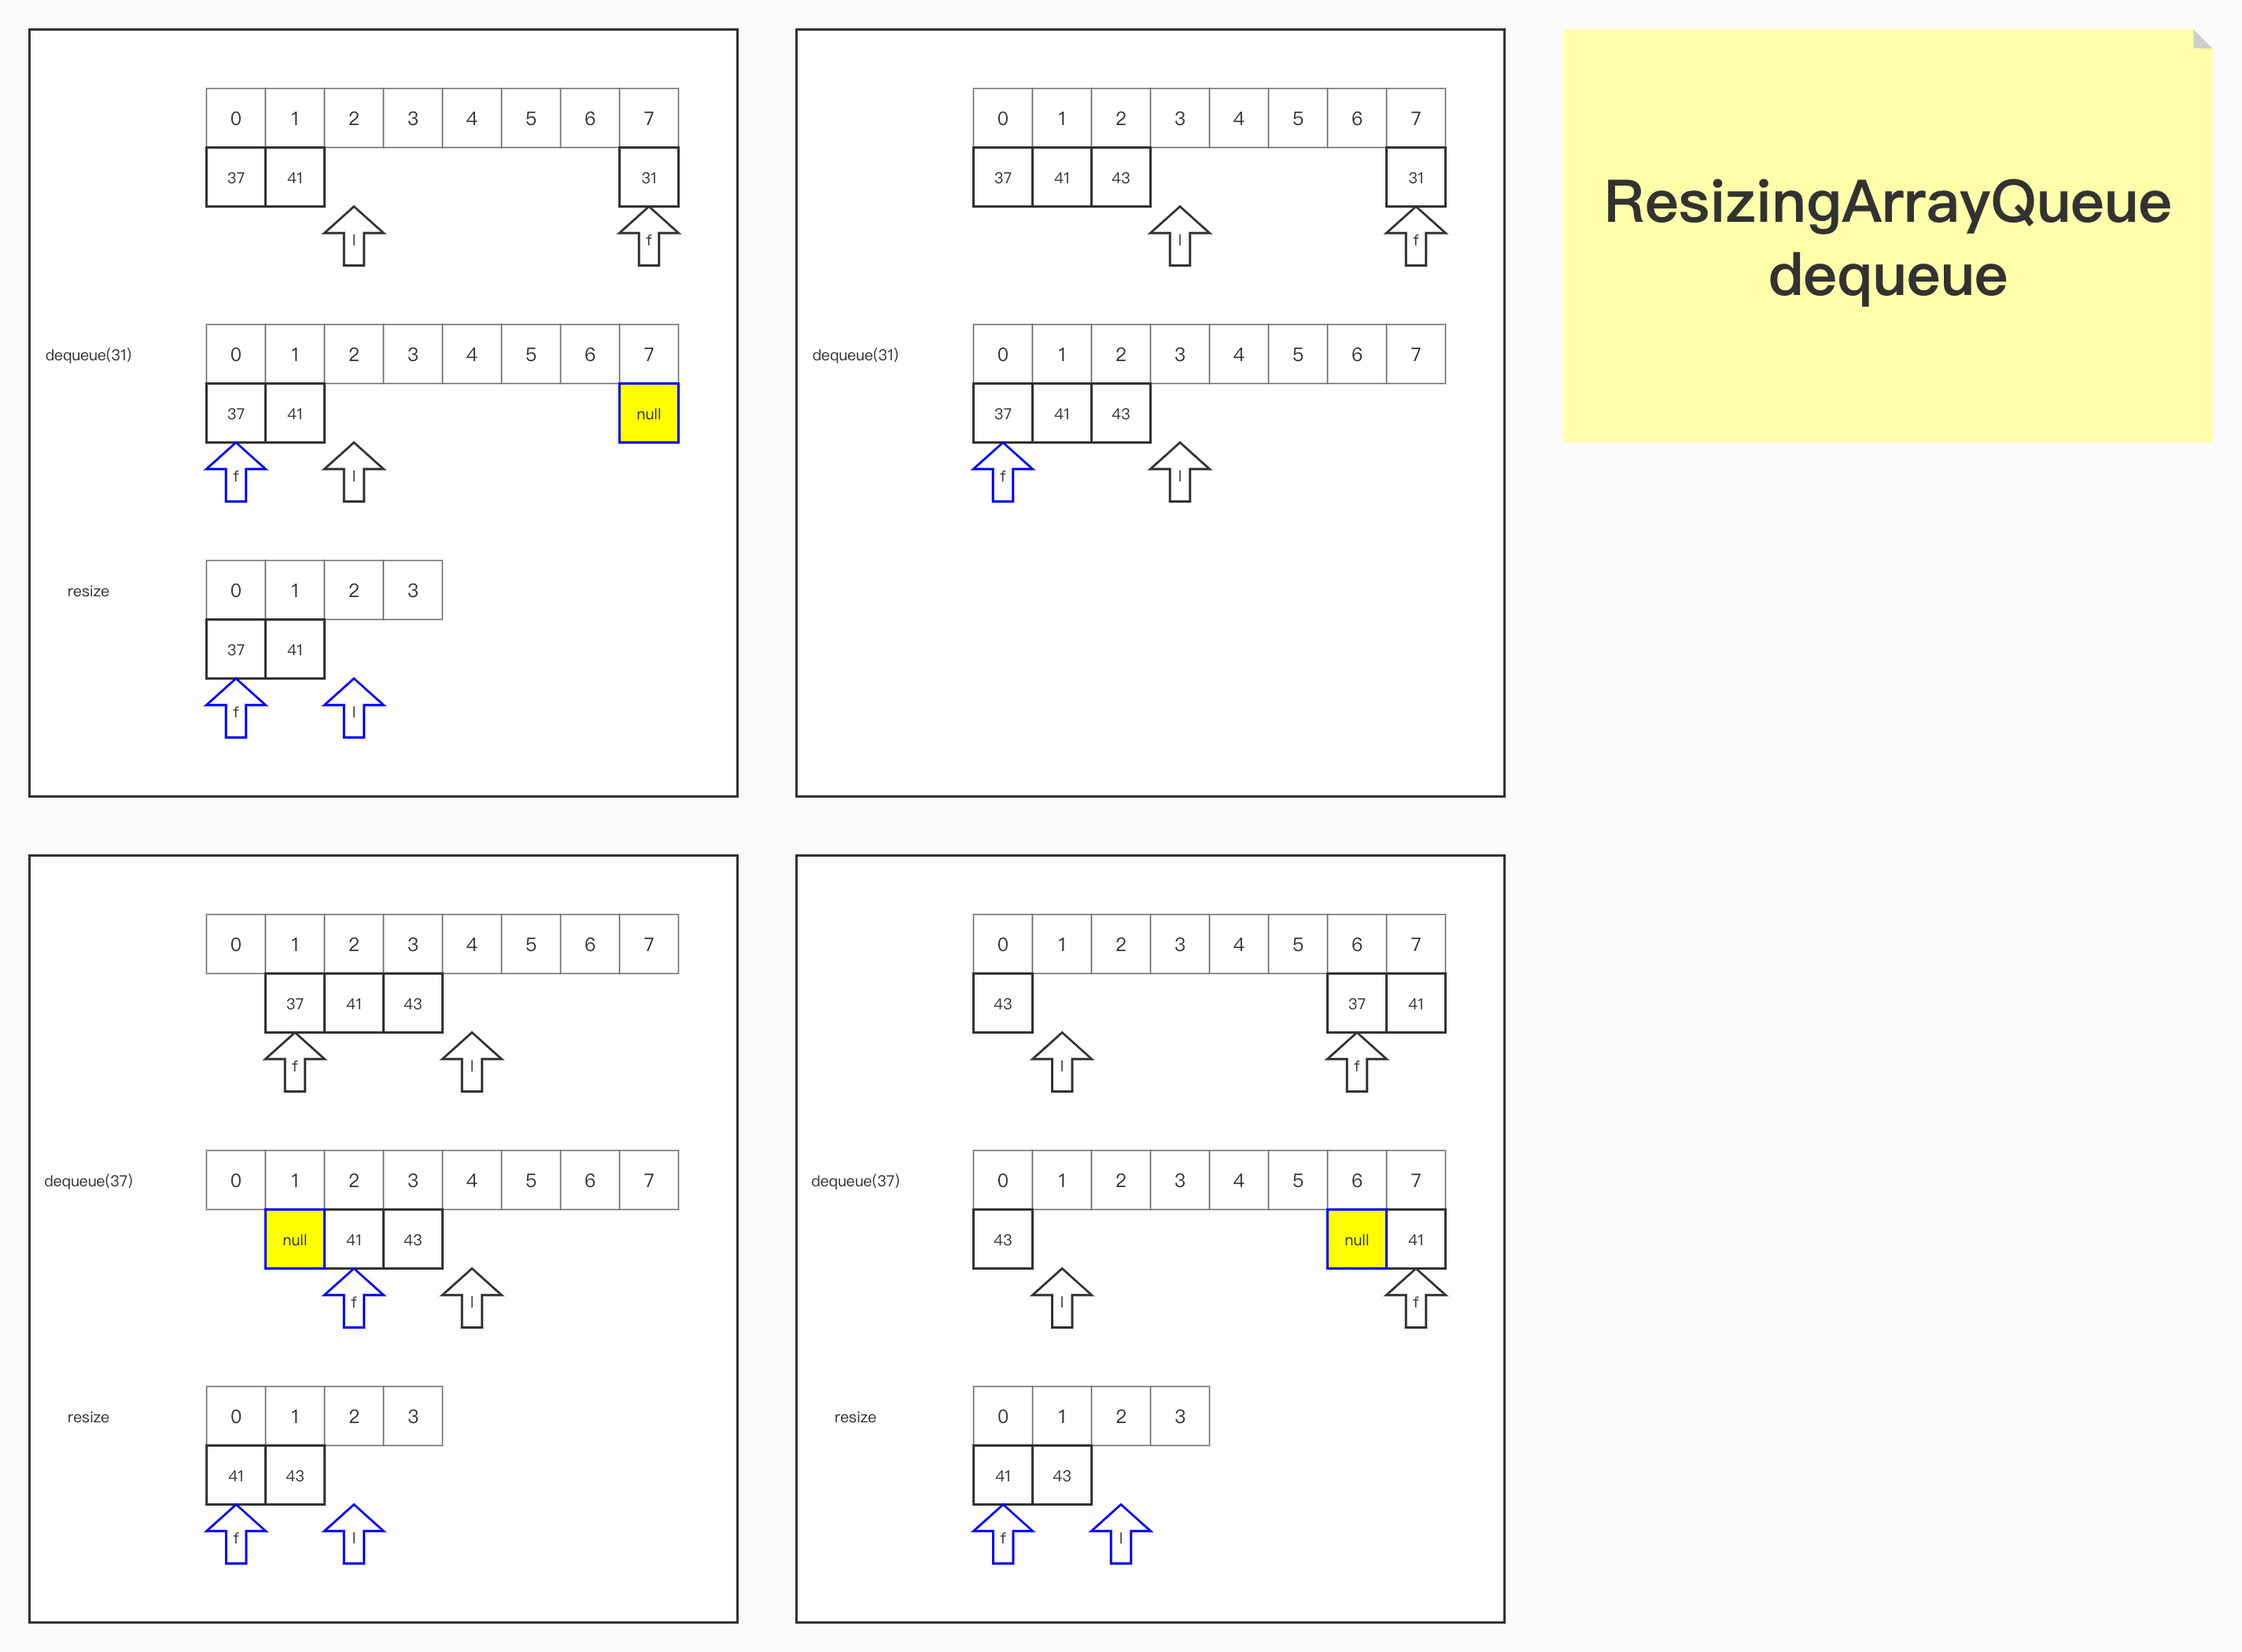 0 1 2 3 4 5 6 7
37 41 31
l f
dequeue(31) 0 1 2 3 4 5 6 7
37 41 null
f l
resize 0 1 2 3
37 41
f l
0 1 2 3 4 5 6 7
37 41 43 31
l f
dequeue(31) 0 1 2 3 4 5 6 7
37 41 43
f l
ResizingArrayQueue
dequeue
0 1 2 3 4 5 6 7
37 41 43
f l
dequeue(37) 0 1 2 3 4 5 6 7
null 41 43
f l
resize 0 1 2 3
41 43
f l
0 1 2 3 4 5 6 7
43 37 41
l f
dequeue(37) 0 1 2 3 4 5 6 7
43 null 41
l f
resize 0 1 2 3
41 43
f l